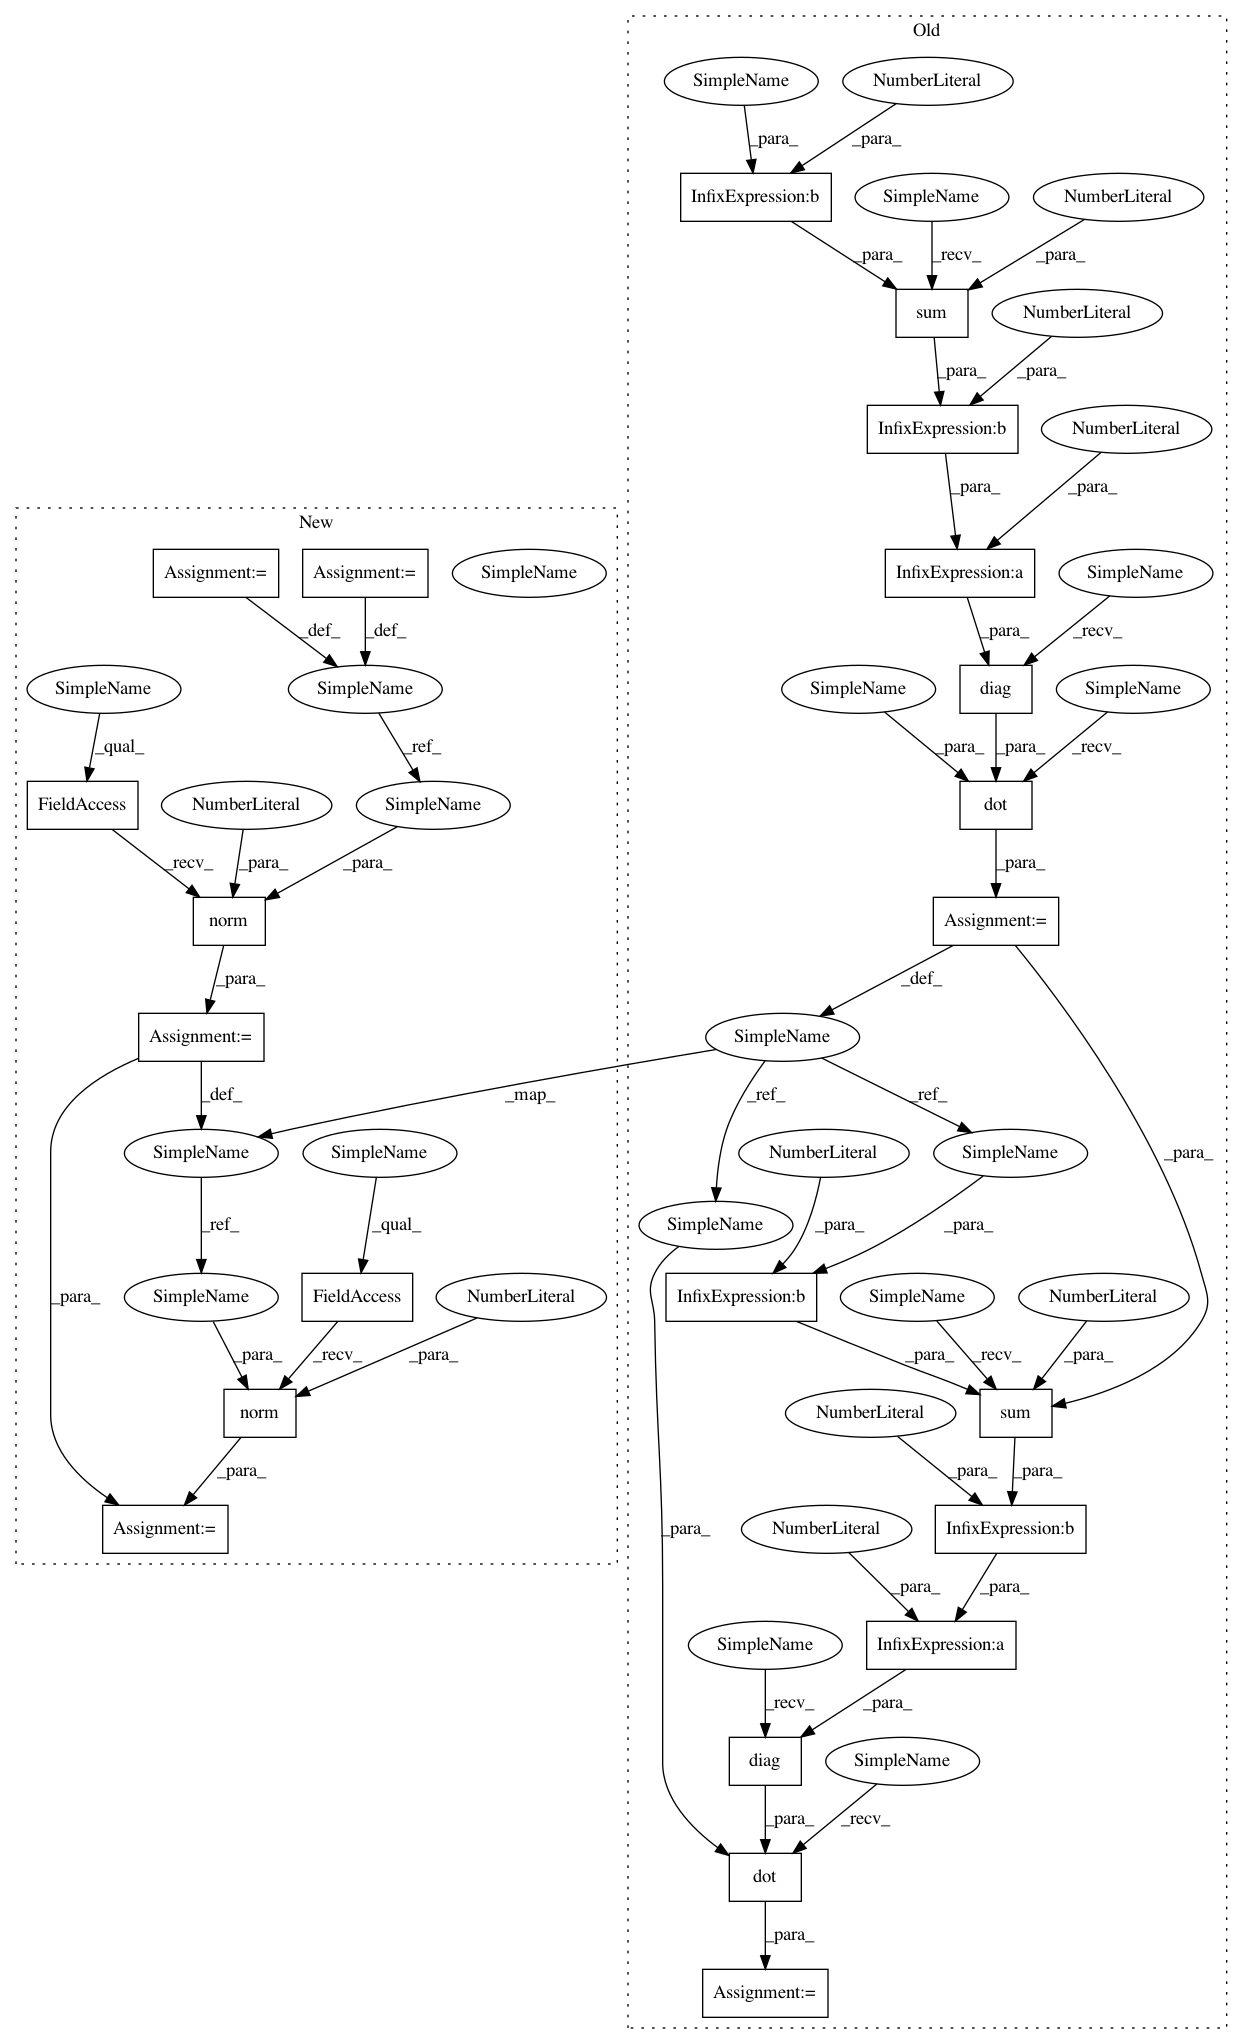 Old
SimpleName
NumberLiteral
_para_
_para_
InfixExpression:b
SimpleName
NumberLiteral
_para_
_recv_
_para_
sum
NumberLiteral
_para_
_para_
InfixExpression:b
NumberLiteral
_para_
_para_
New
Assignment:=
Assignment:=
SimpleName
InfixExpression:a
SimpleName
_def_
_def_
_para_
_recv_
SimpleName
SimpleName
diag
SimpleName
SimpleName
_qual_
_ref_
_para_
_para_
_recv_
FieldAccess
NumberLiteral
SimpleName
dot
_recv_
_para_
_para_
_para_
norm
Assignment:=
_para_
_def_
Assignment:=
SimpleName
_def_
_map_
_ref_
_ref_
_para_
SimpleName
SimpleName
NumberLiteral
SimpleName
_ref_
_qual_
SimpleName
_para_
_para_
_para_
SimpleName
FieldAccess
NumberLiteral
InfixExpression:b
SimpleName
NumberLiteral
_para_
_recv_
_para_
_para_
_recv_
_para_
norm
NumberLiteral
sum
_para_
_para_
_para_
Assignment:=
_para_
NumberLiteral
InfixExpression:b
_para_
_para_
SimpleName
InfixExpression:a
_recv_
_para_
diag
SimpleName
_para_
_recv_
dot
_para_
Assignment:=